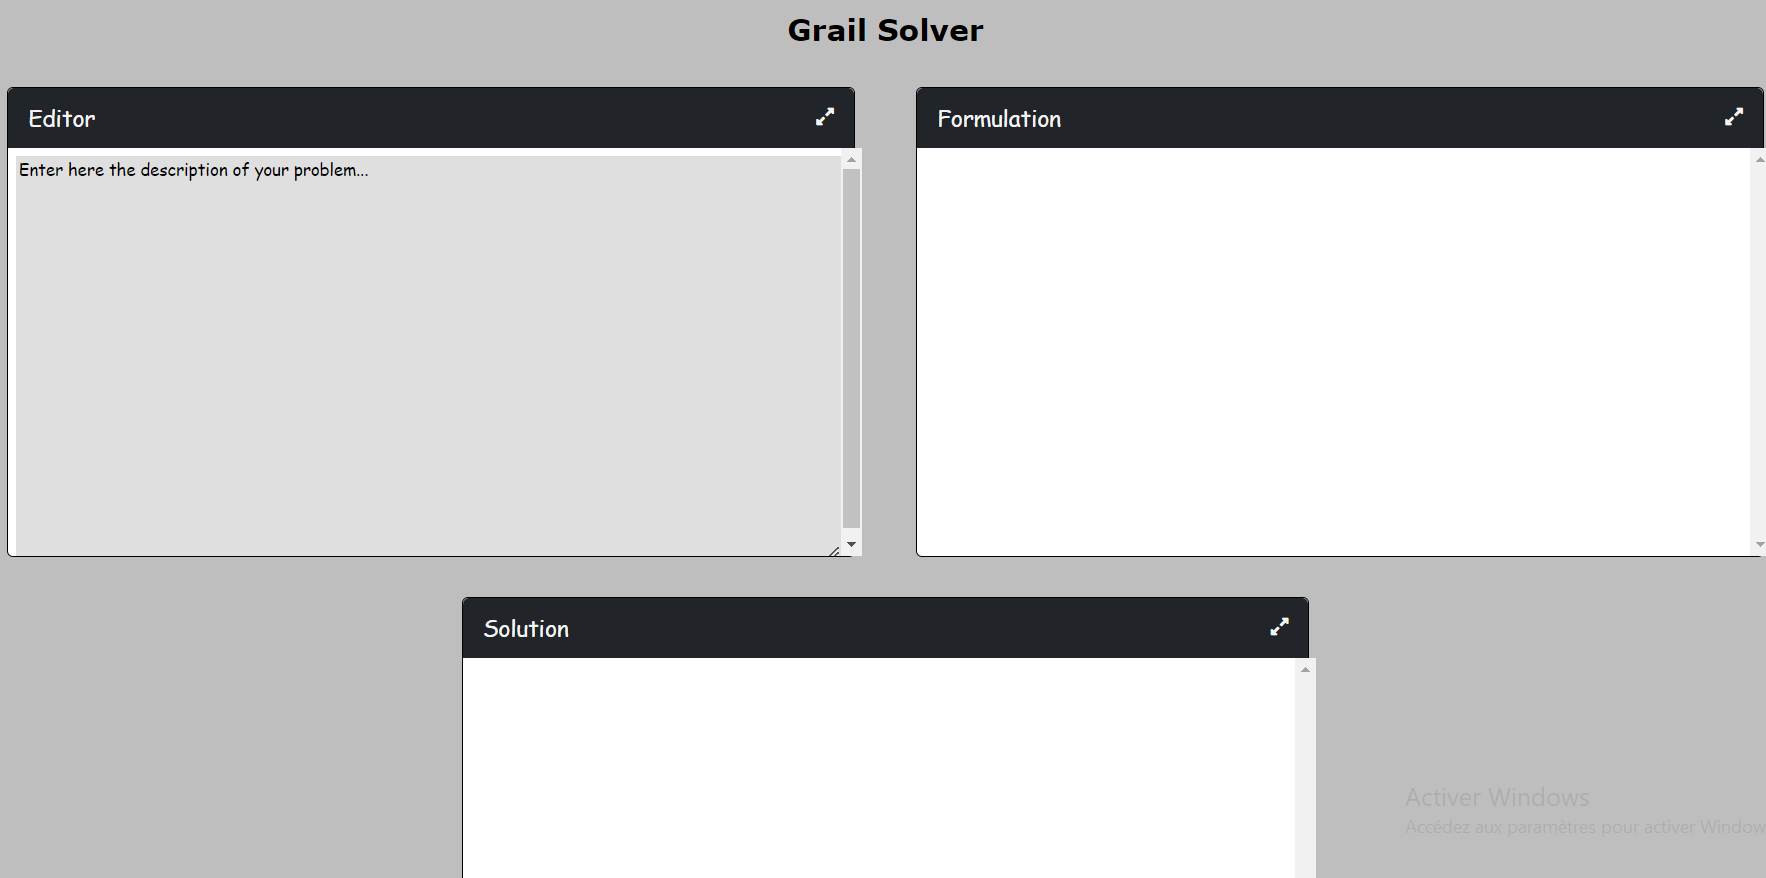 Grail Solver
Editor
Formulation
Enter here the description of your problem...
Solution
Activer Windows
Accédez aux paramètres pour activer Window